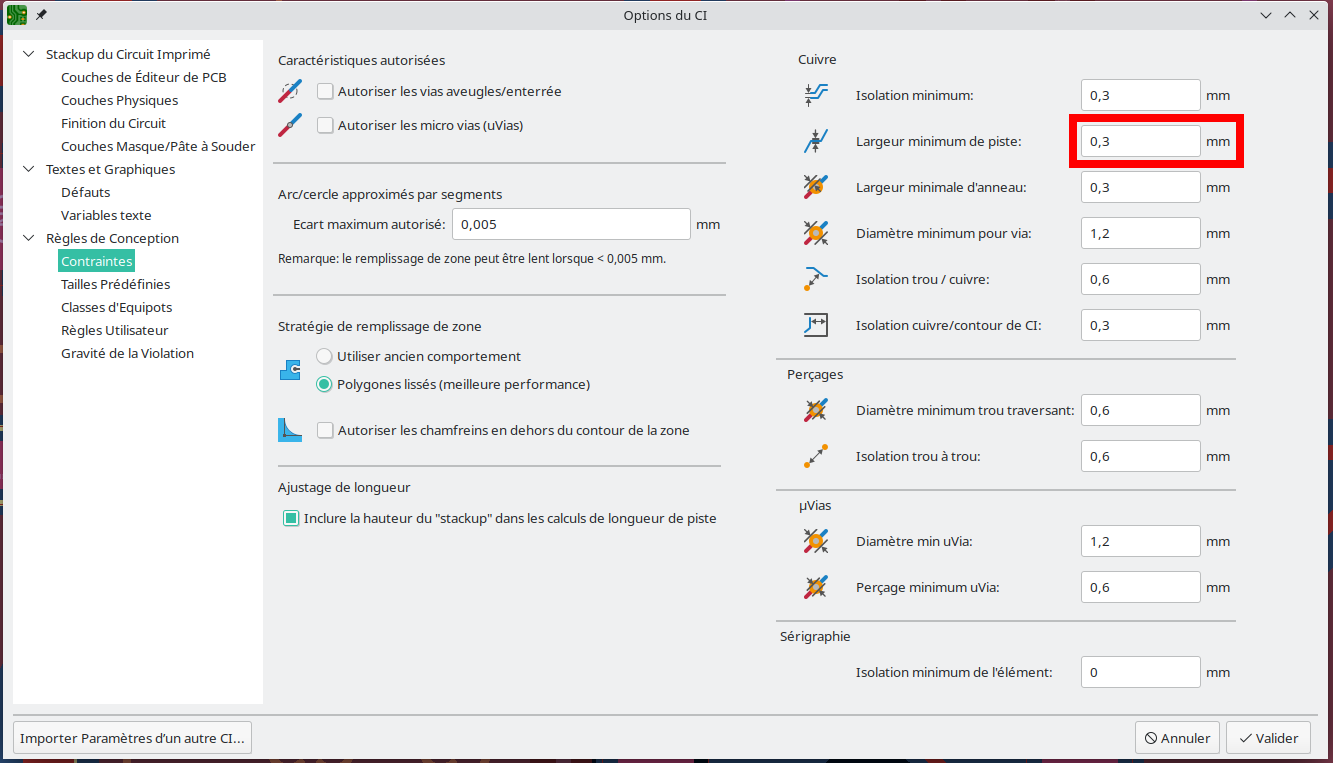 Options du CI
Stackup du Circuit Imprimé
Couches de Éditeur de PCB
Couches Physiques
Finition du Circuit
Couches Masque/Pâte à Souder
Textes et Graphiques
Défauts
Variables texte
Règles de Conception
Contraintes
Tailles Prédéfinies
Classes d'Equipots
Règles Utilisateur
Gravité de la Violation
Caractéristiques autorisées
Autoriser les vias aveugles/enterrée
Autoriser les micro vias (uVias)
Arc/cercle approximés par segments
Ecart maximum autorisé: 0,005 mm
Remarque: le remplissage de zone peut être lent lorsque < 0,005 mm.
Stratégie de remplissage de zone
Utiliser ancien comportement
Polygones lissés (meilleure performance)
Autoriser les chamfreins en dehors du contour de la zone
Ajustage de longueur
Inclure la hauteur du "stackup" dans les calculs de longueur de piste
Cuivre
Isolation minimum: 0,3 mm
Largeur minimum de piste: 0,3 mm
Largeur minimale d'anneau: 0,3 mm
Diamètre minimum pour via: 1,2 mm
Isolation trou / cuivre: 0,6 mm
Isolation cuivre/contour de CI: 0,3 mm
Perçages
Diamètre minimum trou traversant: 0,6 mm
Isolation trou à trou: 0,6 mm
µVias
Diamètre min uVia: 1,2 mm
Perçage minimum uVia: 0,6 mm
Sérigraphie
Isolation minimum de l'élément: 0 mm
Importer Paramètres d’un autre CI...
Annuler
Valider